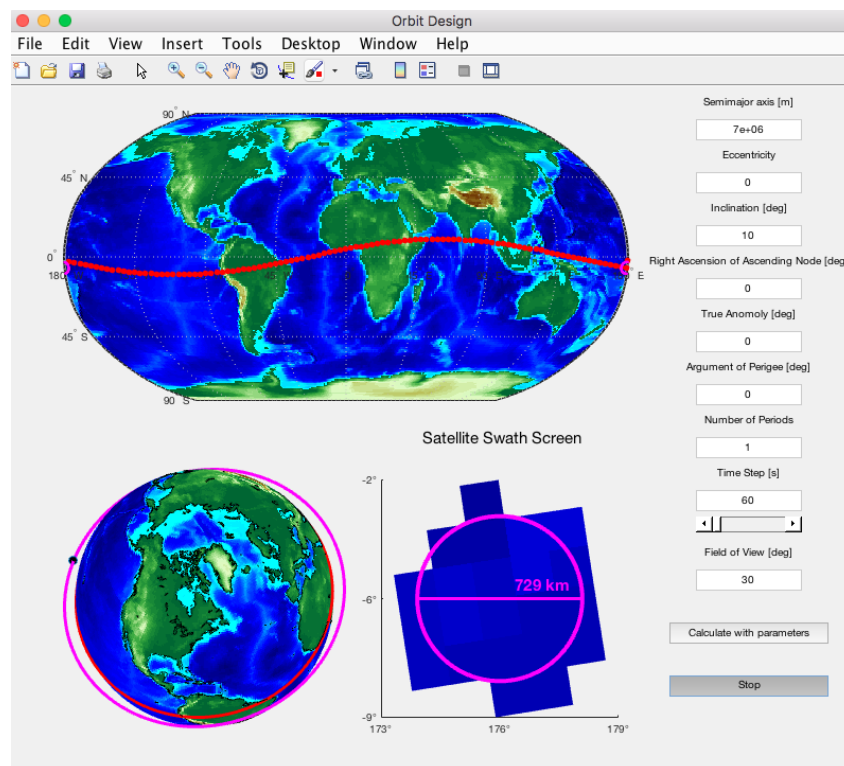 Orbit Design
File Edit View Insert Tools Desktop Window Help
90° N
45° N
0°
180
E
45° S
90 S
Semimajor axis [m]
7e+06
Eccentricity
0
Inclination [deg]
10
Right Ascension of Ascending Node [deg
0
True Anomoly [deg]
0
Argument of Perigee [deg]
0
Number of Periods
1
Time Step [s]
60
Field of View [deg]
30
Calculate with parameters
Stop
Satellite Swath Screen
-2°
-6°
-9°
173°
176°
179°
729 km